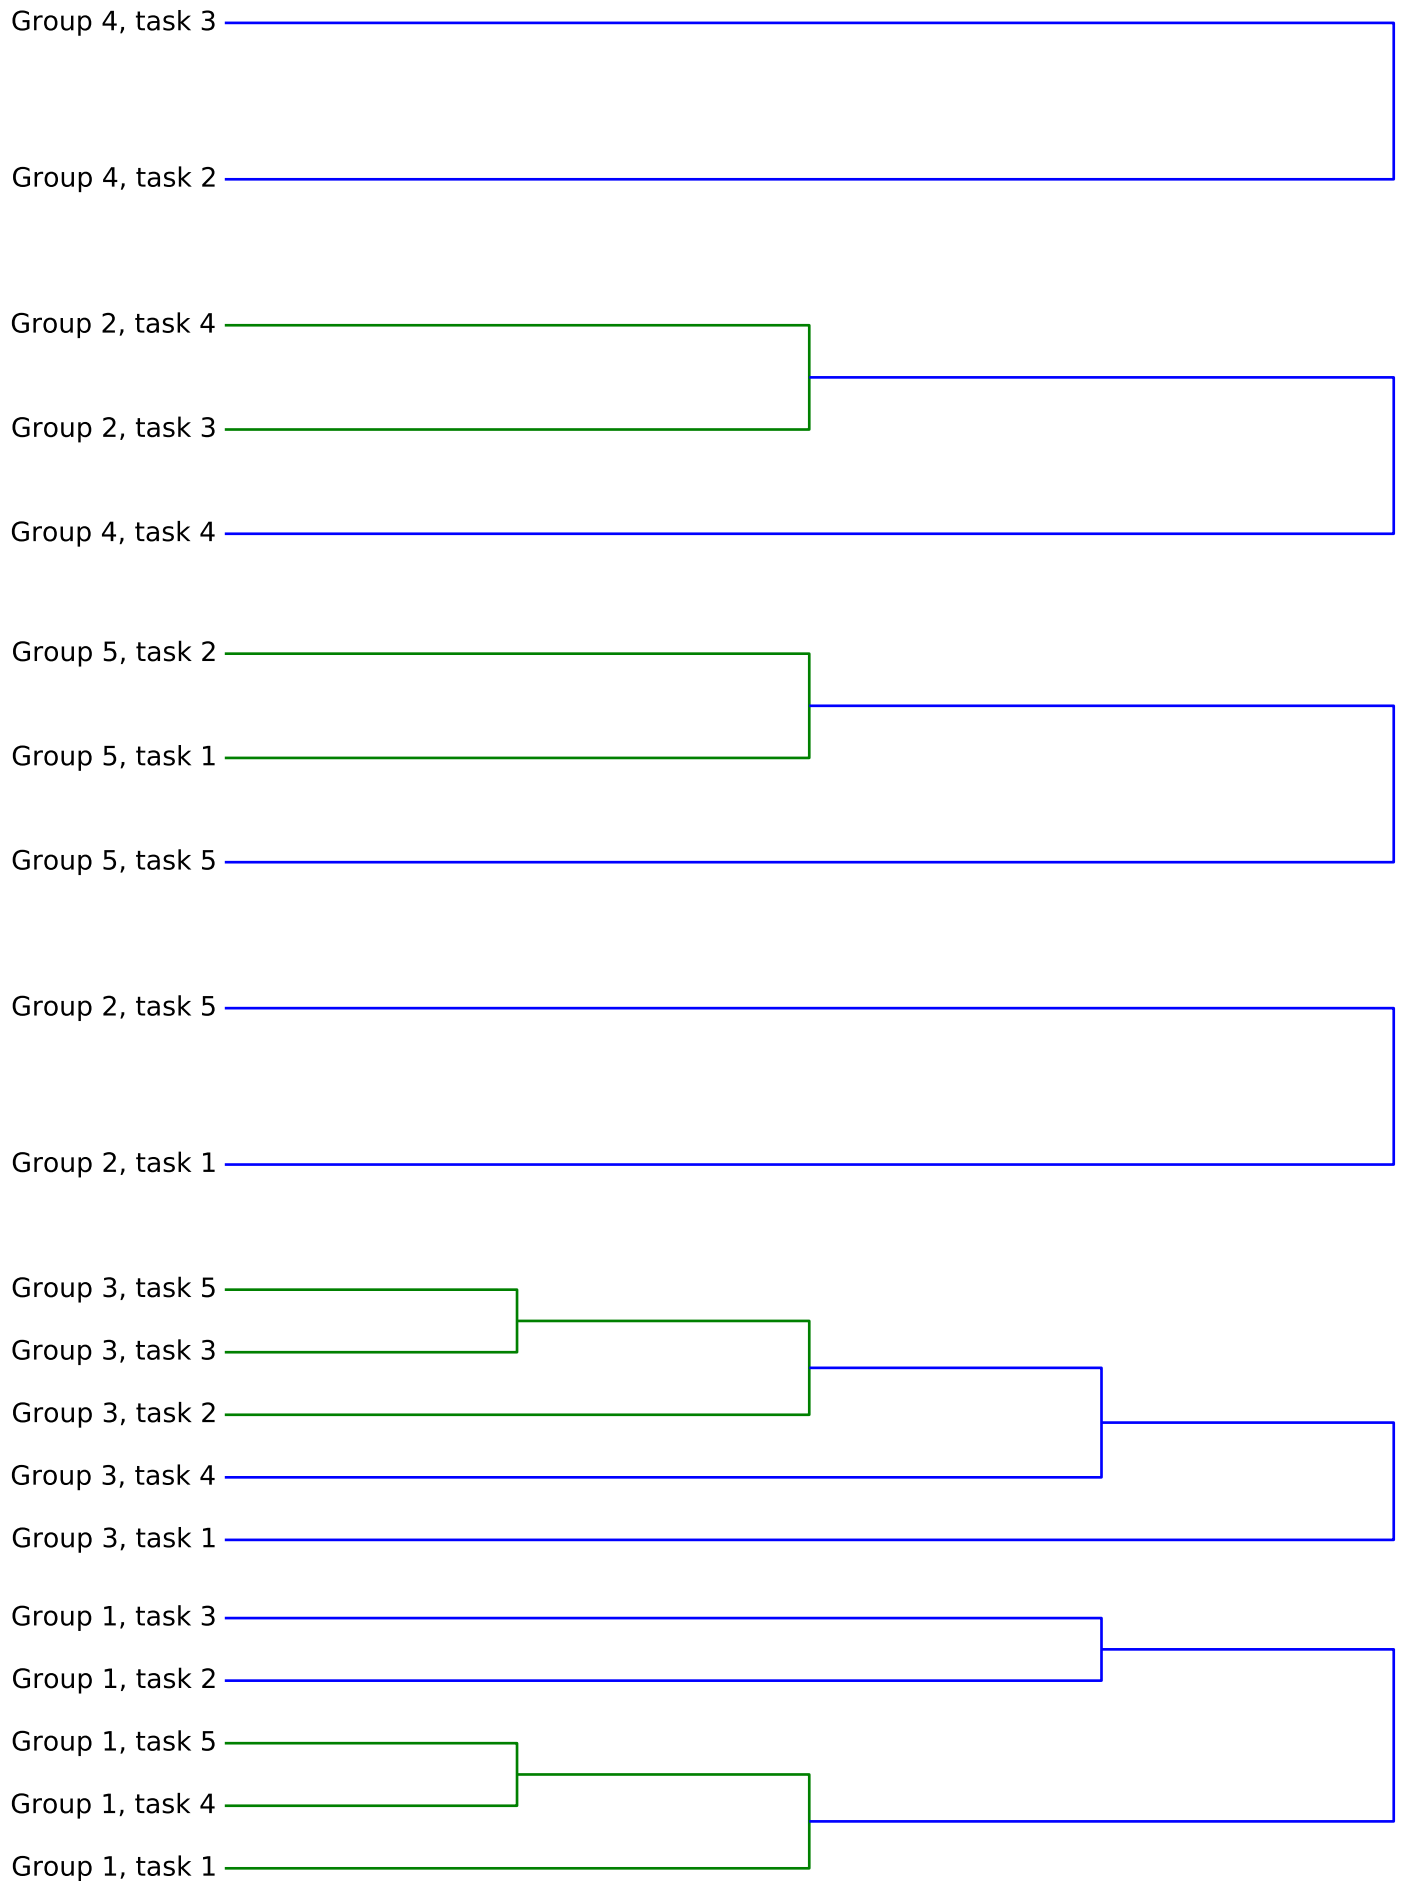 Group 4, task 3
Group 4, task 2
Group 2, task 4
Group 2, task 3
Group 4, task 4
Group 5, task 2
Group 5, task 1
Group 5, task 5
Group 2, task 5
Group 2, task 1
Group 3, task 5
Group 3, task 3
Group 3, task 2
Group 3, task 4
Group 3, task 1
Group 1, task 3
Group 1, task 2
Group 1, task 5
Group 1, task 4
Group 1, task 1